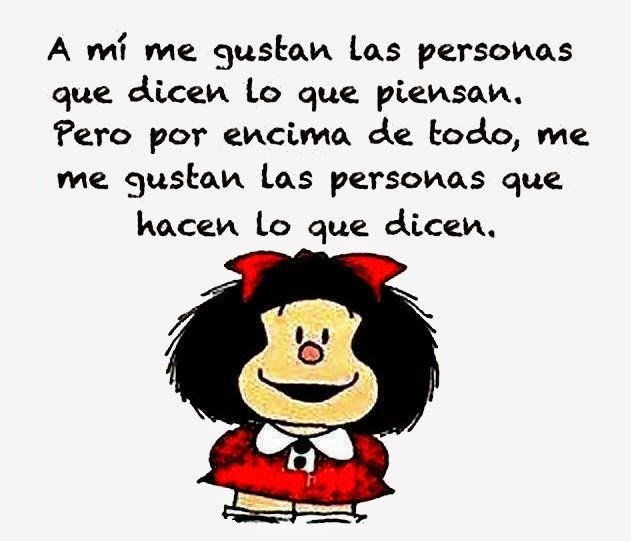 A mí me gustan las personas
que dicen lo que piensan.
Pero por encima de todo, me
me gustan las personas que
hacen lo que dicen.